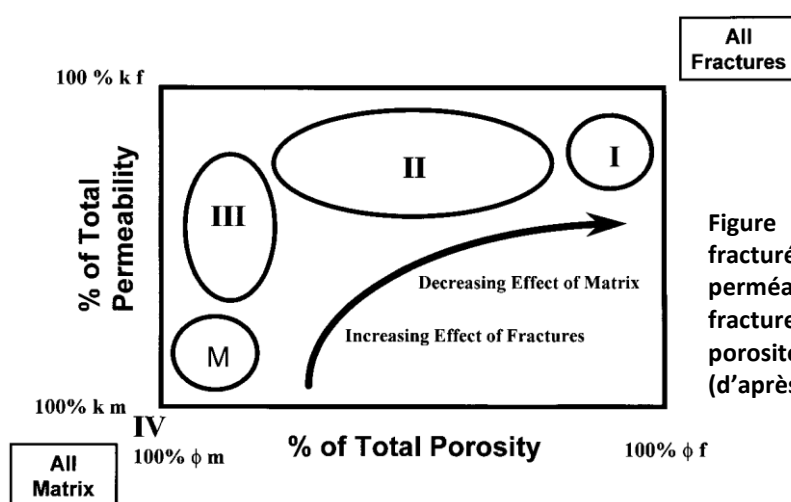 All
Fractures
100 % k f
% of Total
Permeability
I
II
III
M
Decreasing Effect of Matrix
Increasing Effect of Fractures
100% k m
IV
100% ϕ m
% of Total Porosity
100% ϕ f
All
Matrix
Figure
fracturé
perméa
fracture
porosité
(d'après